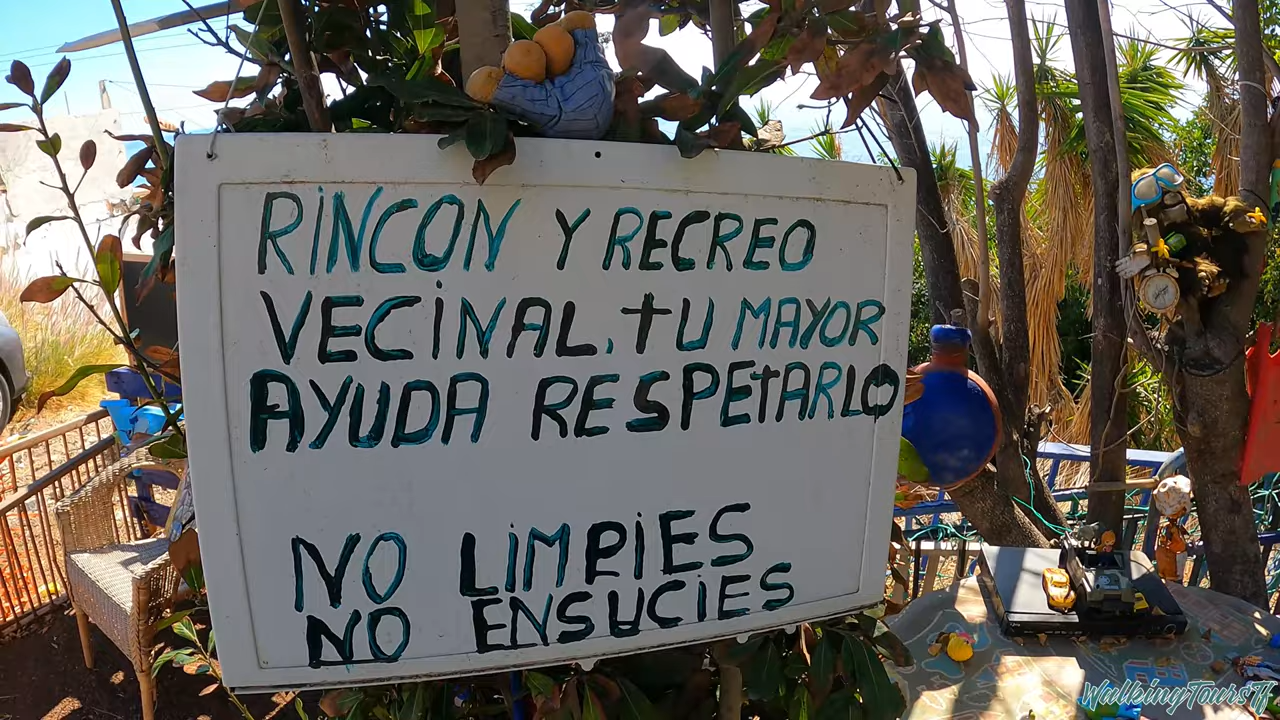 RINCON Y RECREO
VECINAL, TU MAYOR
AYUDA RESPETARLO
NO LIMPIES
NO ENSUCIES
WalkingToursTf